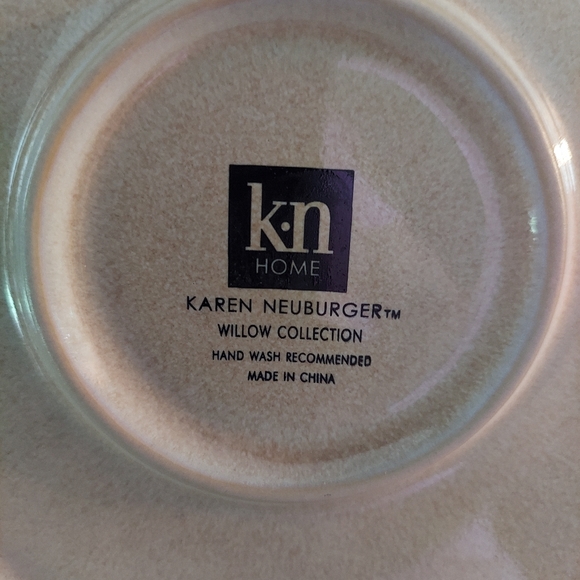 k·n
HOME
KAREN NEUBURGER™
WILLOW COLLECTION
HAND WASH RECOMMENDED
MADE IN CHINA